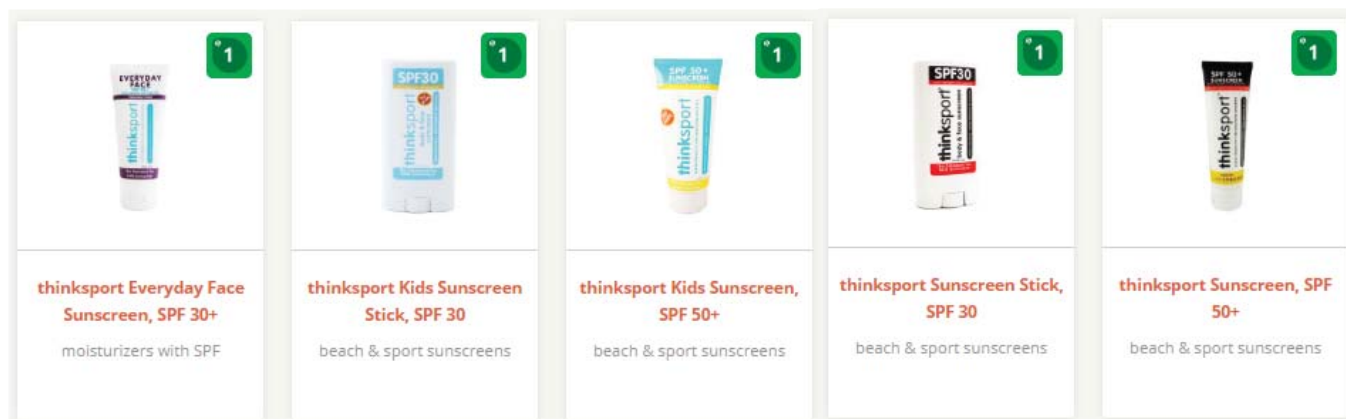 1
1
1
1
1
EVERYDAY
FACE
thinksport
SPF30
thinksport
SPF 50+
SUNSCREEN
thinksport
SPF30
thinksport
body & face sunscreen
SPF 50+
SUNSCREEN
thinksport
thinksport Everyday Face
Sunscreen, SPF 30+
moisturizers with SPF
thinksport Kids Sunscreen
Stick, SPF 30
beach & sport sunscreens
thinksport Kids Sunscreen,
SPF 50+
beach & sport sunscreens
thinksport Sunscreen Stick,
SPF 30
beach & sport sunscreens
thinksport Sunscreen, SPF
50+
beach & sport sunscreens